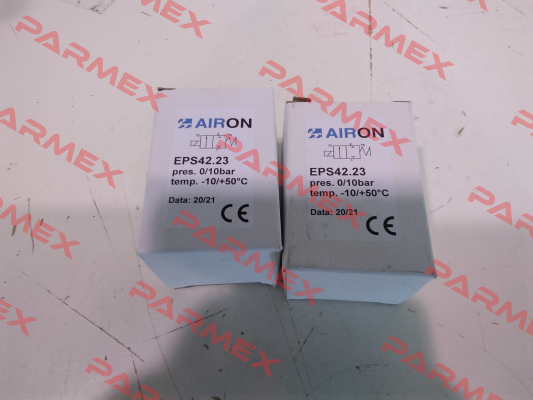 AIRON
EPS42.23
pres. 0/10bar
temp. -10/+50°C
Data: 20/21
CE
AIRON
EPS42.23
pres. 0/10bar
temp. -10/+50°C
Data: 20/21
CE
PARMEX
PARMEX
PARMEX
PARMEX
PARMEX
PARMEX
PARMEX